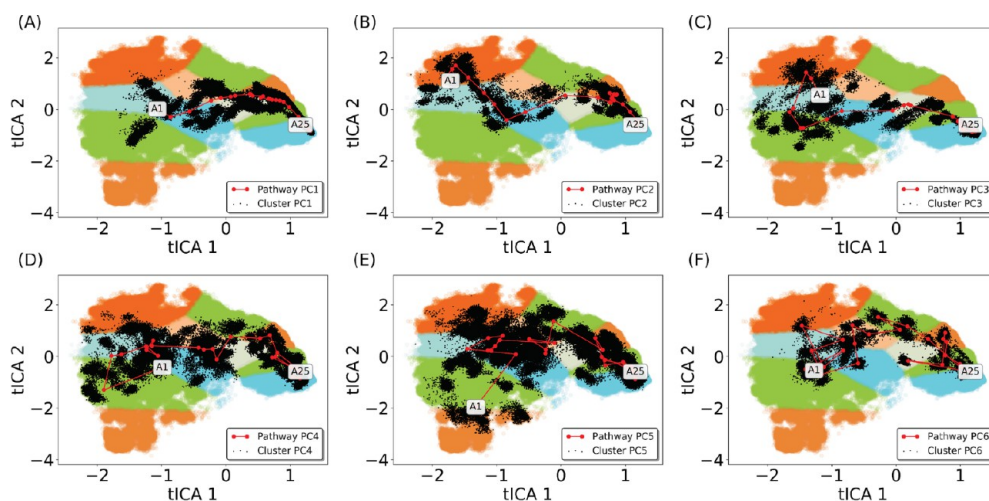 (A)
(B)
(C)
tICA 2
2
0
−2
−4
A1
A25
Pathway PC1
Cluster PC1
−2
−1
0
1
tICA 1
tICA 2
2
0
−2
−4
A1
A25
Pathway PC2
Cluster PC2
−2
−1
0
1
tICA 1
tICA 2
2
0
−2
−4
A1
A25
Pathway PC3
Cluster PC3
−2
−1
0
1
tICA 1
(D)
(E)
(F)
tICA 2
2
0
−2
−4
A1
A25
Pathway PC4
Cluster PC4
−2
−1
0
1
tICA 1
tICA 2
2
0
−2
−4
A1
A25
Pathway PC5
Cluster PC5
−2
−1
0
1
tICA 1
tICA 2
2
0
−2
−4
A1
A25
Pathway PC6
Cluster PC6
−2
−1
0
1
tICA 1